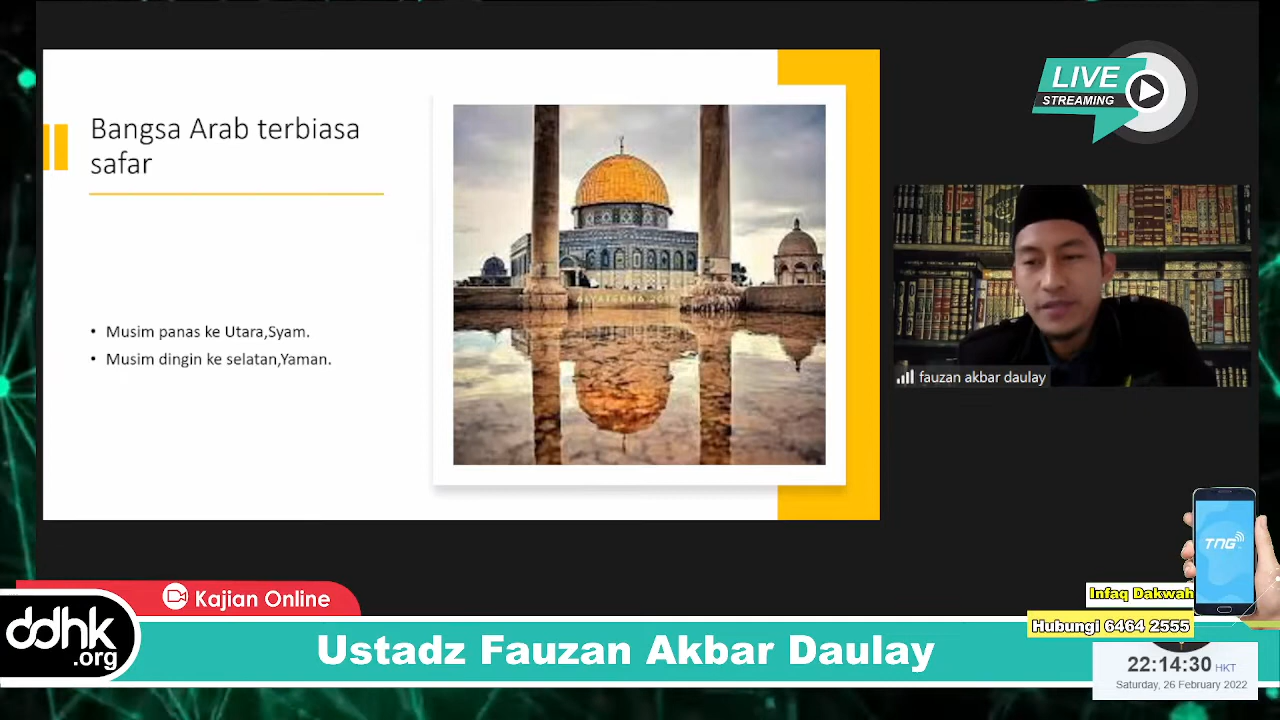 Bangsa Arab terbiasa
safar
• Musim panas ke Utara,Syam.
• Musim dingin ke selatan,Yaman.
LIVE
STREAMING
fauzan akbar daulay
TNG
Kajian Online
Infaq Dakwah
Hubungi 6464 2555
ddhk
.org
Ustadz Fauzan Akbar Daulay
22:14:30 HKT
Saturday, 26 February 2022